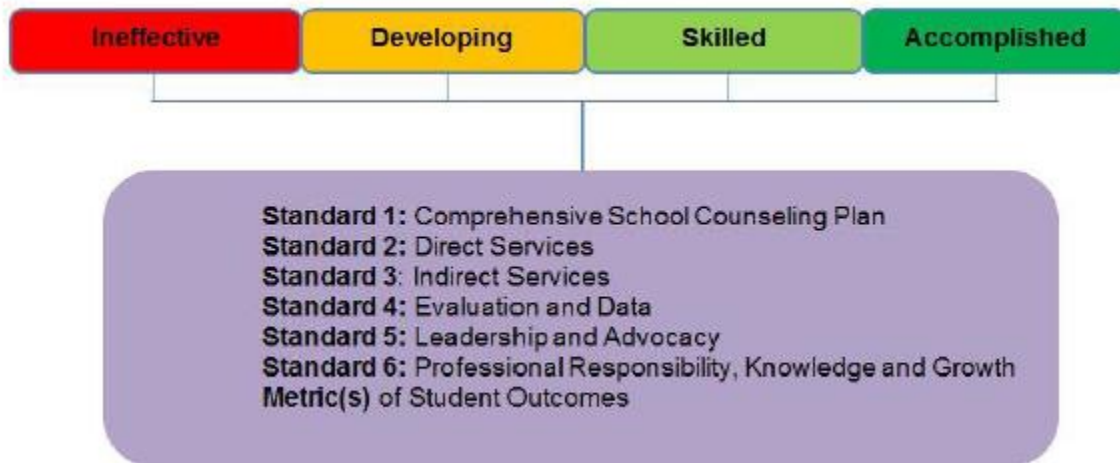 Ineffective Developing Skilled Accomplished
Standard 1: Comprehensive School Counseling Plan
Standard 2: Direct Services
Standard 3: Indirect Services
Standard 4: Evaluation and Data
Standard 5: Leadership and Advocacy
Standard 6: Professional Responsibility, Knowledge and Growth
Metric(s) of Student Outcomes